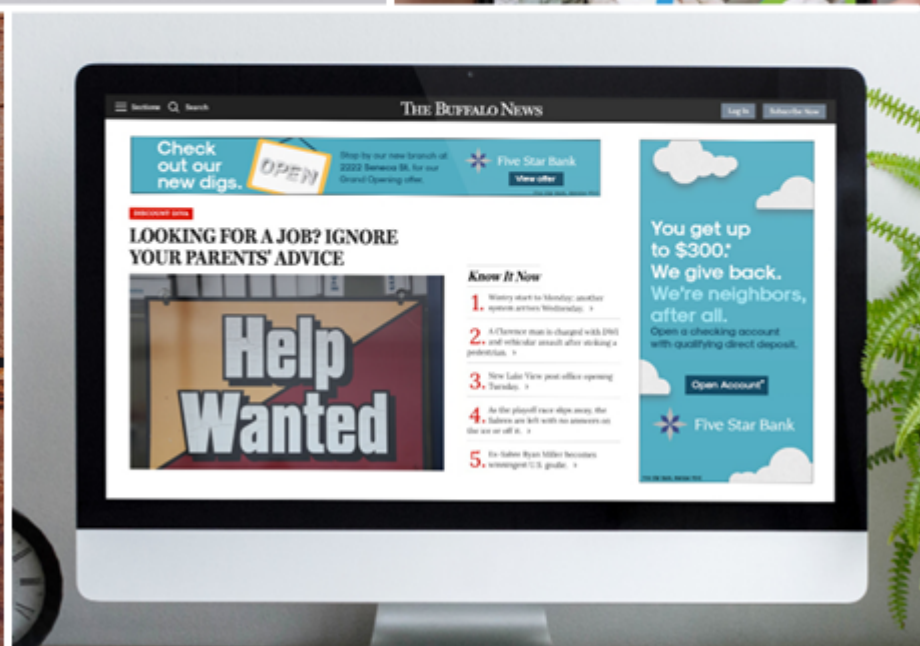 Sections Search
THE BUFFALO NEWS
Log In Subscribe Now
Check
out our
new digs.
OPEN
Stop by our new branch at
2222 Seneca St. for our
Grand Opening offer.
Five Star Bank
View offer
DISCOUNT DIVA
LOOKING FOR A JOB? IGNORE
YOUR PARENTS' ADVICE
Help
Wanted
Know It Now
1. Wintry start to Monday; another
system arrives Wednesday. >
2. A Clarence man is charged with DWI
and vehicular assault after striking a
pedestrian. >
3. New Lake View post office opening
Tuesday. >
4. As the playoff race slips away, the
Sabres are left with no answers on
the ice or off it. >
5. Ex-Sabre Ryan Miller becomes
winningest U.S. goalie. >
You get up
to $300.*
We give back.
We're neighbors,
after all.
Open a checking account
with qualifying direct deposit.
Open Account*
Five Star Bank